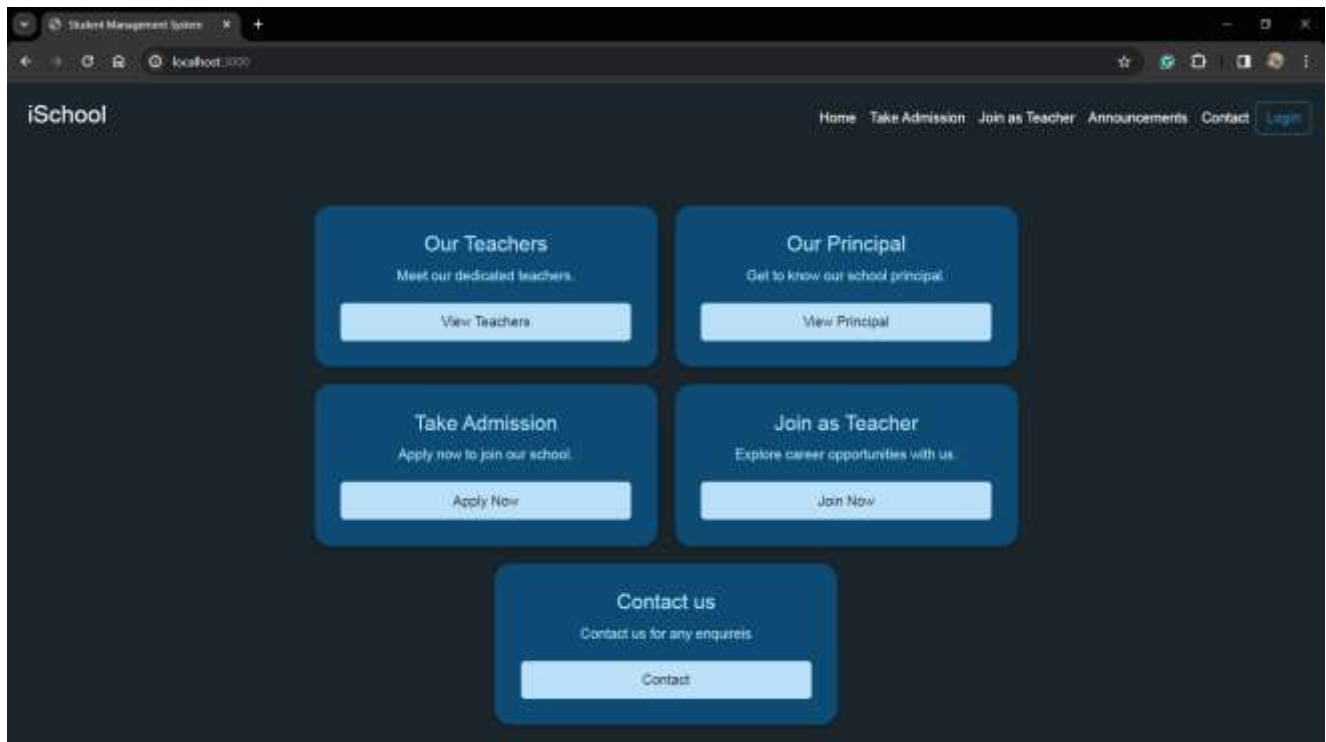 Student Management System
localhost:3000
iSchool
Home Take Admission Join as Teacher Announcements Contact Login
Our Teachers
Meet our dedicated teachers.
View Teachers
Our Principal
Get to know our school principal.
View Principal
Take Admission
Apply now to join our school.
Apply Now
Join as Teacher
Explore career opportunities with us.
Join Now
Contact us
Contact us for any enquireis
Contact